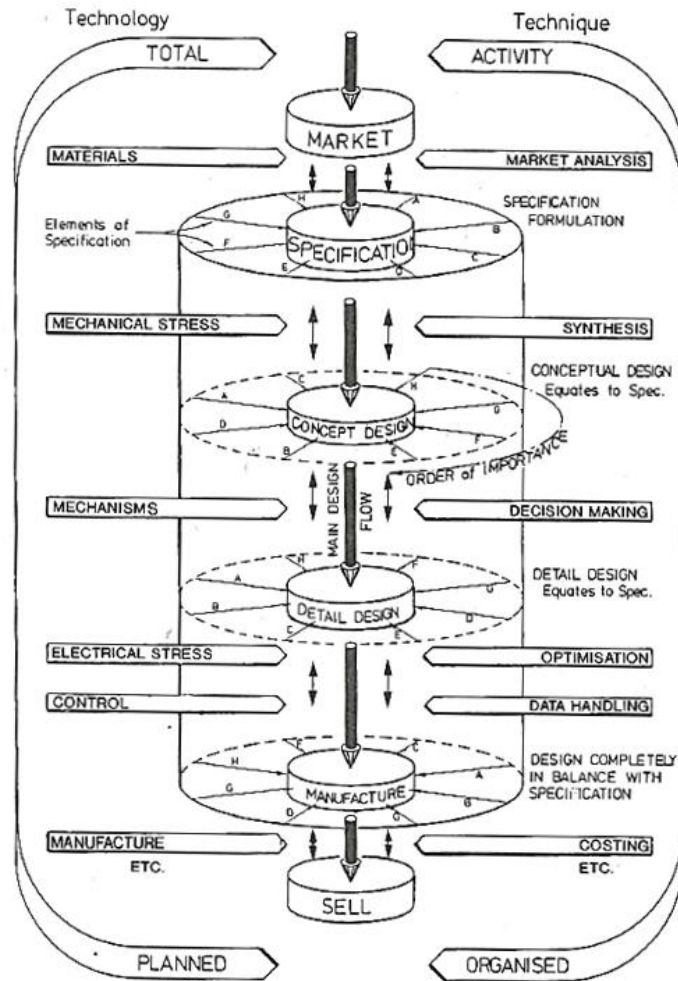 Technology
Technique
TOTAL
ACTIVITY
MARKET
MATERIALS
MARKET ANALYSIS
H
A
SPECIFICATION
FORMULATION
Elements of
Specification
G
B
F
SPECIFICATION
C
E
G
MECHANICAL STRESS
SYNTHESIS
CONCEPTUAL DESIGN
Equates to Spec.
C
H
A
G
D
CONCEPT DESIGN
F
B
E
ORDER of IMPORTANCE
MECHANISMS
MAIN DESIGN
FLOW
DECISION MAKING
H
F
DETAIL DESIGN
Equates to Spec.
A
G
B
DETAIL DESIGN
D
C
E
ELECTRICAL STRESS
OPTIMISATION
CONTROL
DATA HANDLING
F
C
DESIGN COMPLETELY
IN BALANCE WITH
SPECIFICATION
H
A
G
MANUFACTURE
D
MANUFACTURE
ETC.
COSTING
ETC.
SELL
PLANNED
ORGANISED